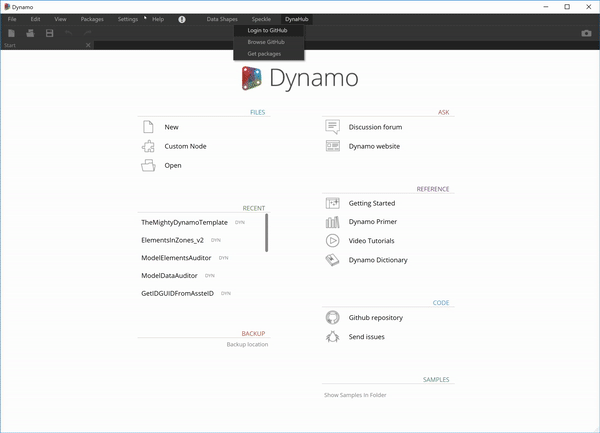 Dynamo
File Edit View Packages Settings Help Data Shapes Speckle DynaHub
Login to GitHub
Start
Browse GitHub
Get packages
Dynamo
FILES
New
Custom Node
Open
RECENT
TheMightyDynamoTemplate DYN
ElementsInZones_v2 DYN
ModelElementsAuditor DYN
ModelDataAuditor DYN
GetIDGUIDFromAssteID DYN
BACKUP
Backup location
ASK
Discussion forum
Dynamo website
REFERENCE
Getting Started
Dynamo Primer
Video Tutorials
Dynamo Dictionary
CODE
Github repository
Send issues
SAMPLES
Show Samples In Folder